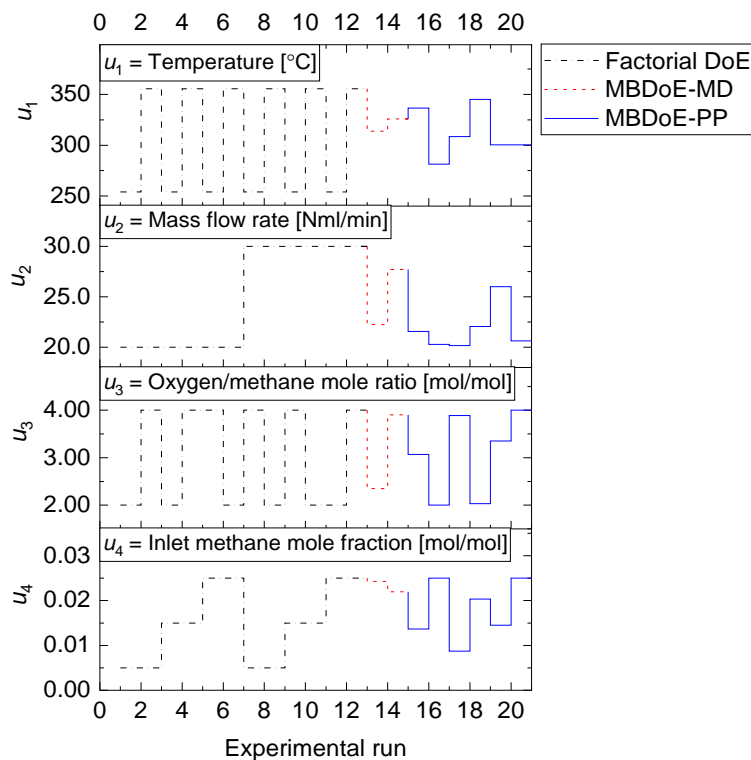 0 2 4 6 8 10 12 14 16 18 20
u1 = Temperature [°C]
350
300
250
u1
u2 = Mass flow rate [Nml/min]
30.0
25.0
20.0
u2
u3 = Oxygen/methane mole ratio [mol/mol]
4.00
3.00
2.00
u3
u4 = Inlet methane mole fraction [mol/mol]
0.03
0.02
0.01
0.00
u4
0 2 4 6 8 10 12 14 16 18 20
Experimental run
Factorial DoE
MBDoE-MD
MBDoE-PP